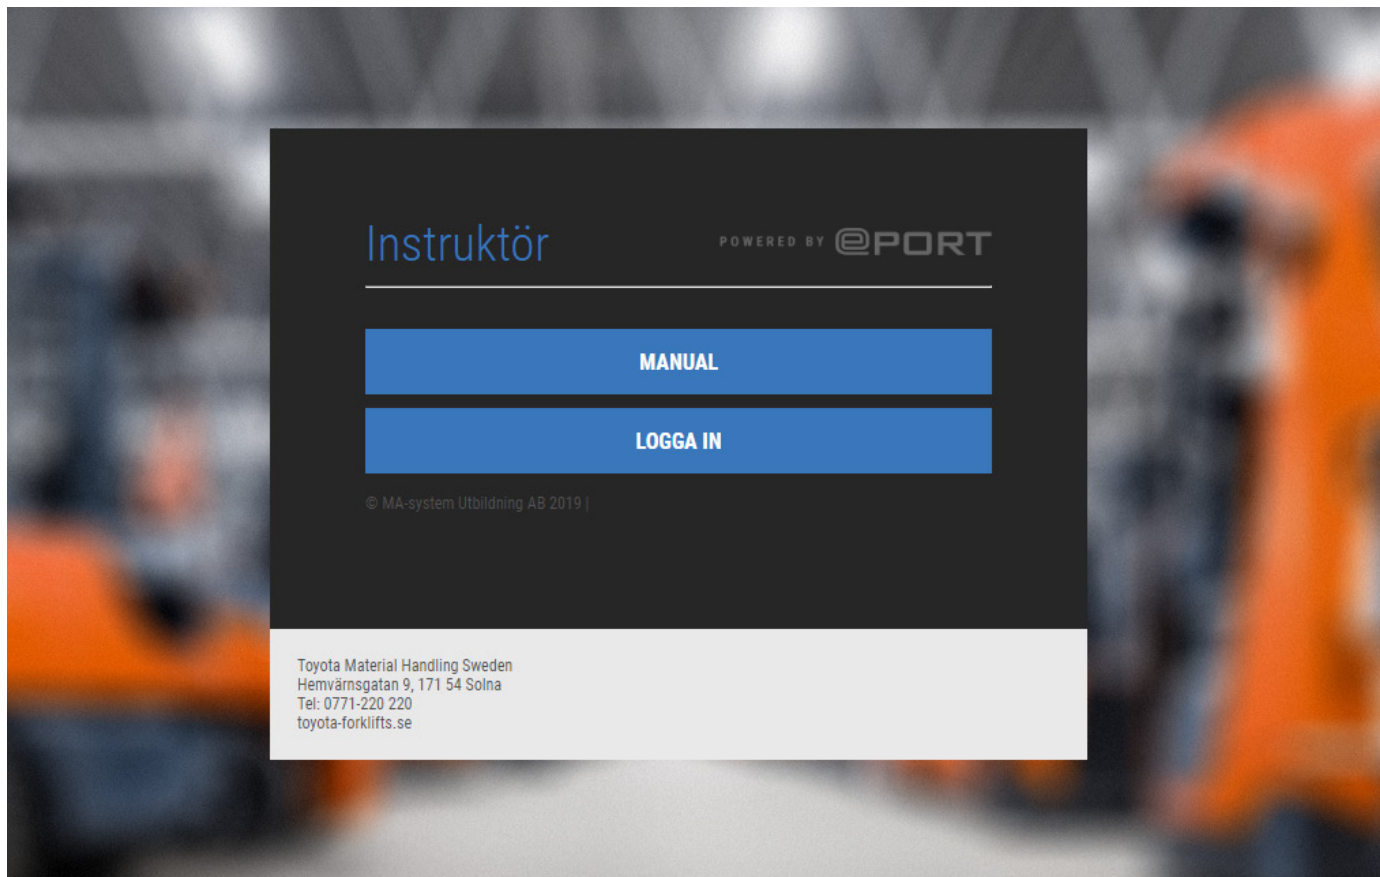 Instruktör
POWERED BY ePORT
MANUAL
LOGGA IN
© MA-system Utbildning AB 2019 |
Toyota Material Handling Sweden
Hemvärnsgatan 9, 171 54 Solna
Tel: 0771-220 220
toyota-forklifts.se